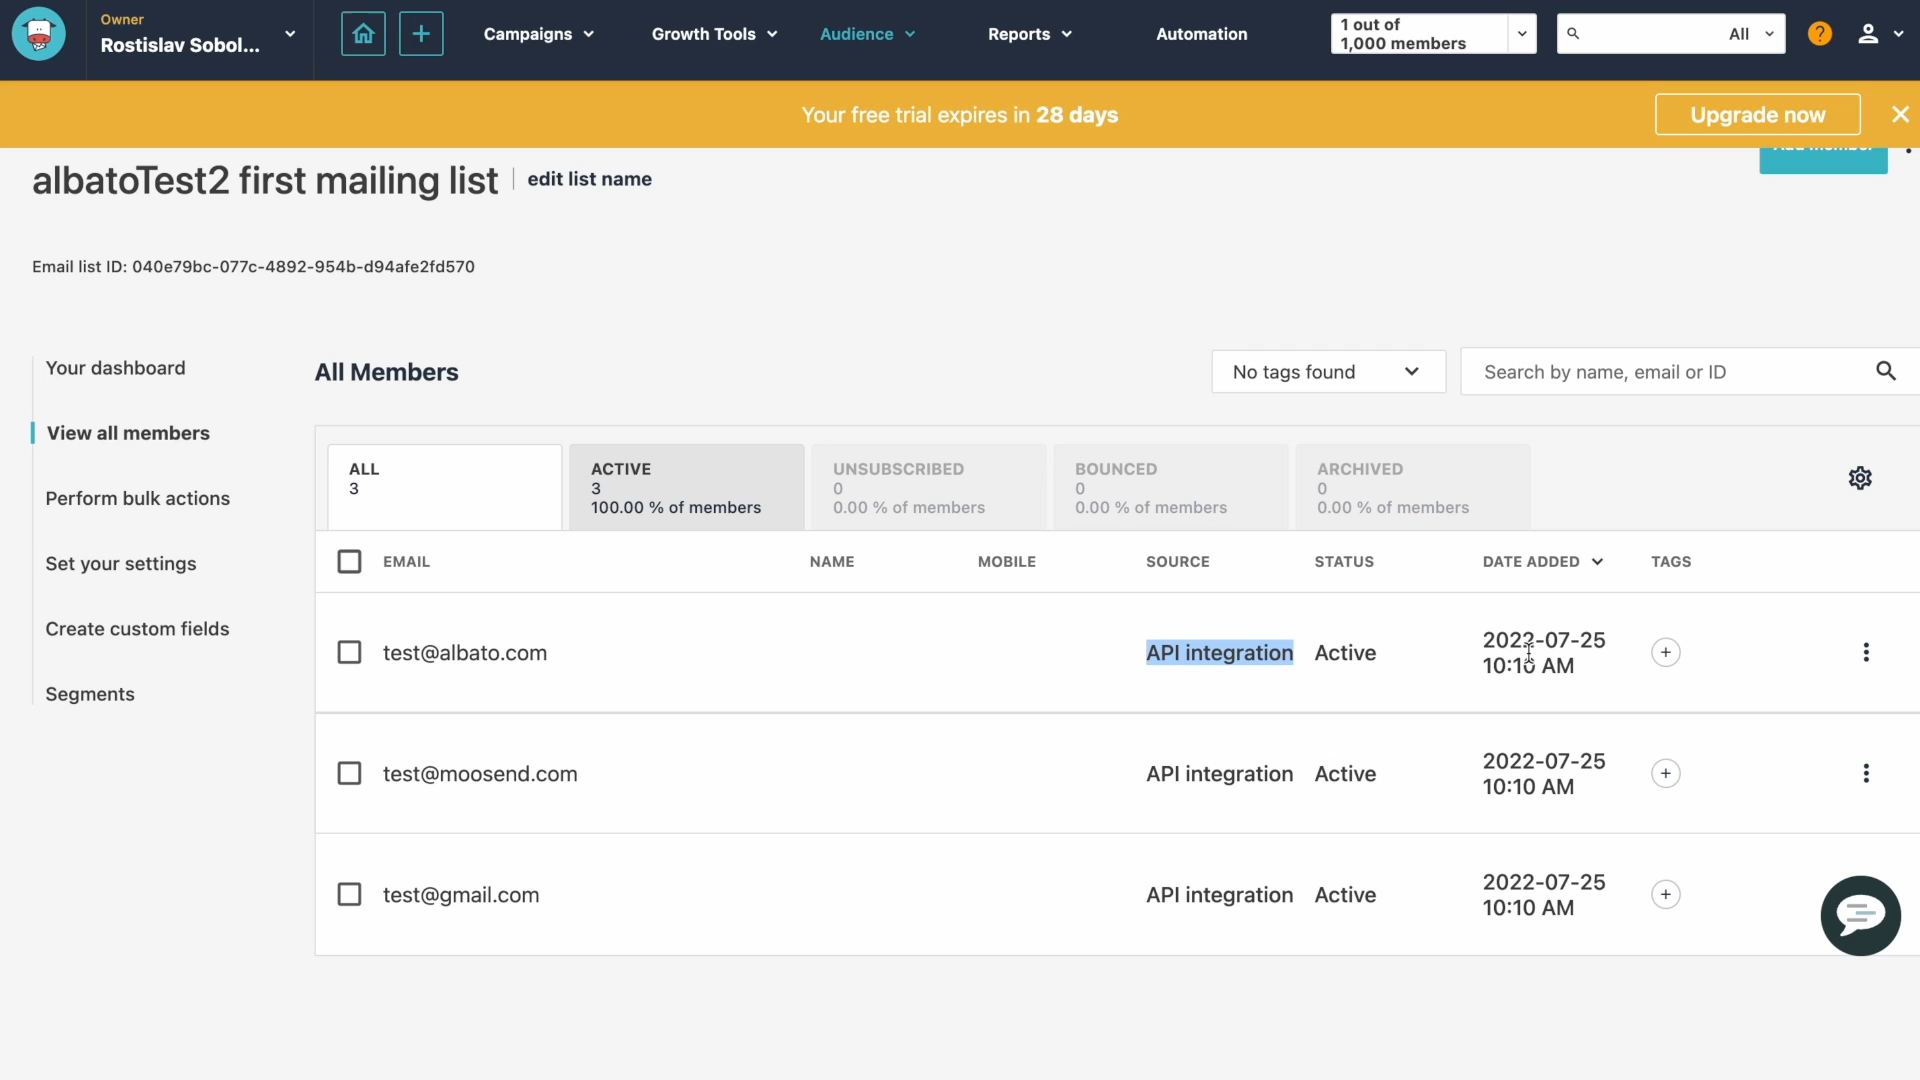 Owner
Rostislav Sobol...
Campaigns
Growth Tools
Audience
Reports
Automation
1 out of
1,000 members
All
?
Your free trial expires in 28 days
Upgrade now
albatoTest2 first mailing list
edit list name
Email list ID: 040e79bc-077c-4892-954b-d94afe2fd570
Your dashboard
View all members
Perform bulk actions
Set your settings
Create custom fields
Segments
All Members
No tags found
Search by name, email or ID
ALL
3
ACTIVE
3
100.00 % of members
UNSUBSCRIBED
0
0.00 % of members
BOUNCED
0
0.00 % of members
ARCHIVED
0
0.00 % of members
EMAIL NAME MOBILE SOURCE STATUS DATE ADDED TAGS
test@albato.com API integration Active 2022-07-25
10:10 AM
test@moosend.com API integration Active 2022-07-25
10:10 AM
test@gmail.com API integration Active 2022-07-25
10:10 AM